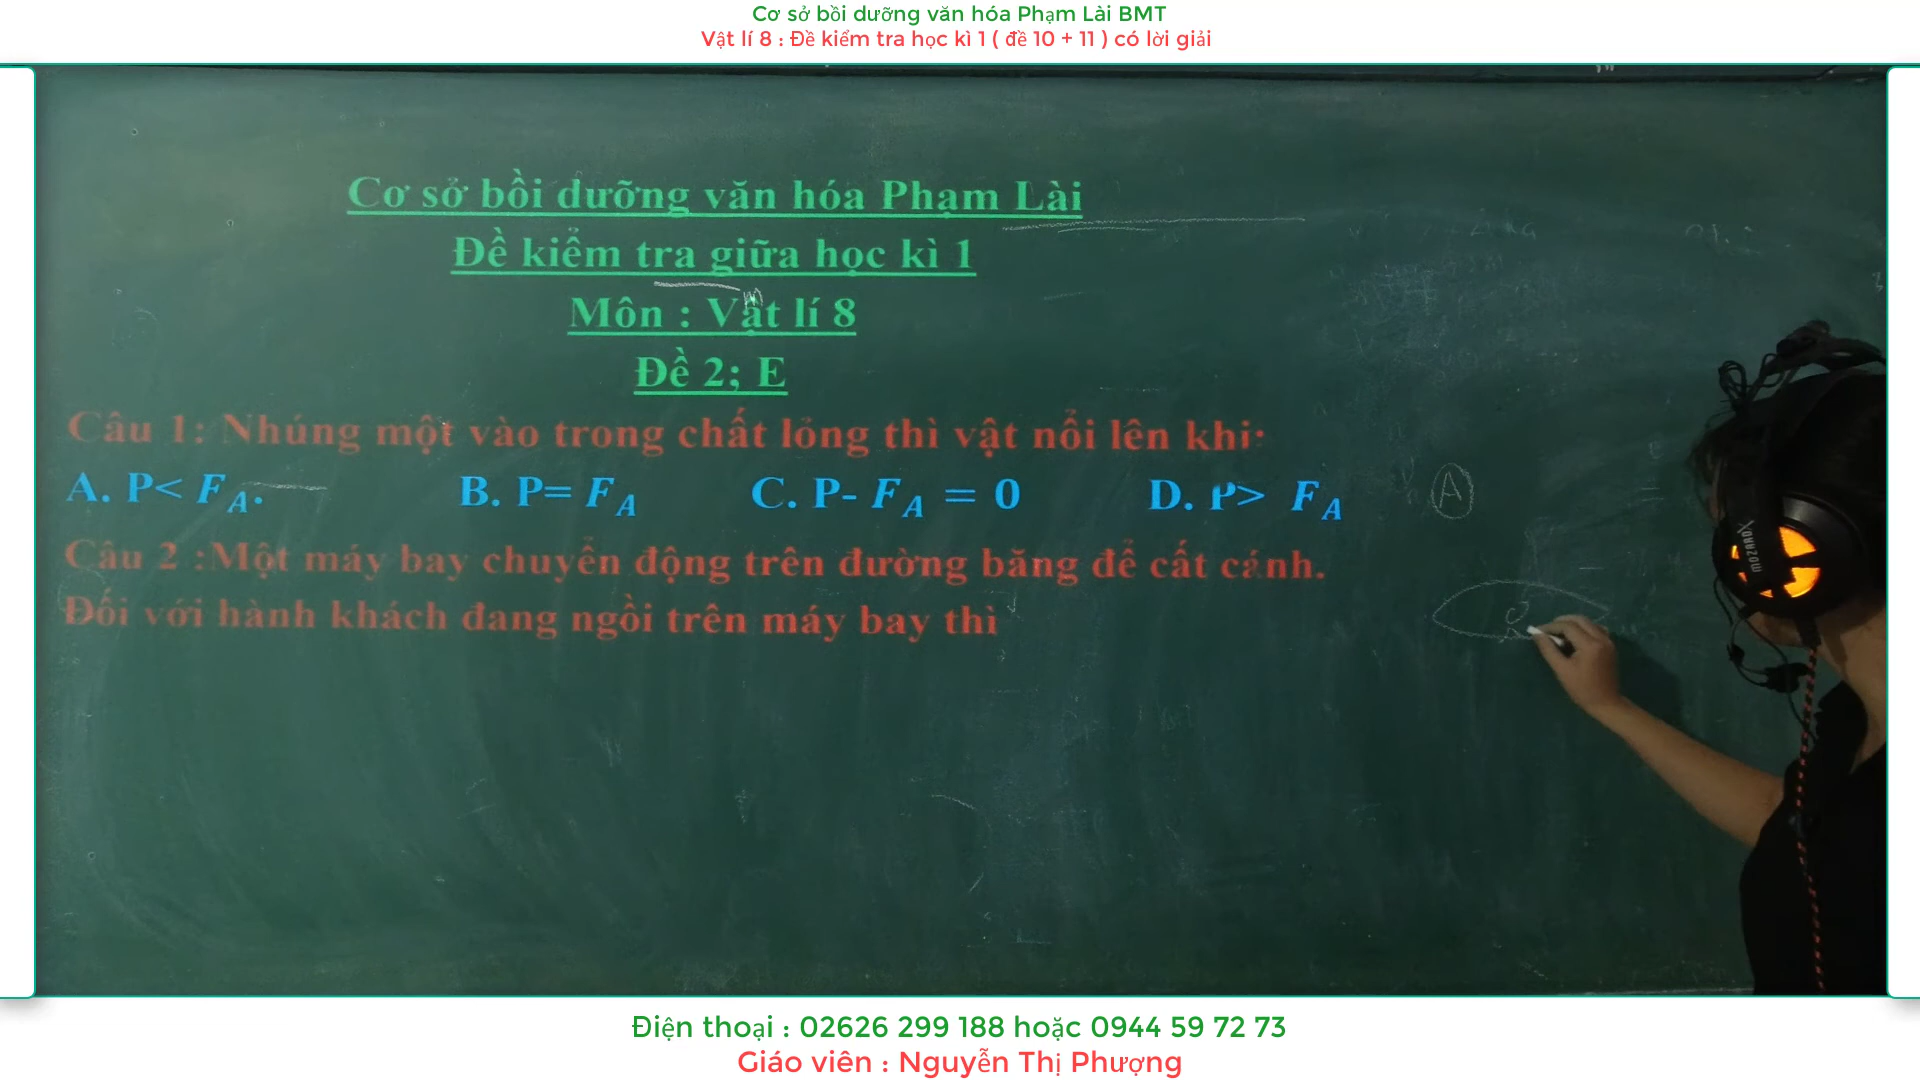 Cơ sở bồi dưỡng văn hóa Phạm Lài BMT
Vật lí 8 : Đề kiểm tra học kì 1 ( đề 10 + 11 ) có lời giải
Cơ sở bồi dưỡng văn hóa Phạm Lài
Đề kiểm tra giữa học kì 1
Môn : Vật lí 8
Đề 2; E
Câu 1: Nhúng một vào trong chất lỏng thì vật nổi lên khi:
A. P< F_A. B. P= F_A C. P- F_A = 0 D. P> F_A
A
Câu 2 :Một máy bay chuyển động trên đường băng để cất cánh.
Đối với hành khách đang ngồi trên máy bay thì
MOZARDX
Điện thoại : 02626 299 188 hoặc 0944 59 72 73
Giáo viên : Nguyễn Thị Phượng